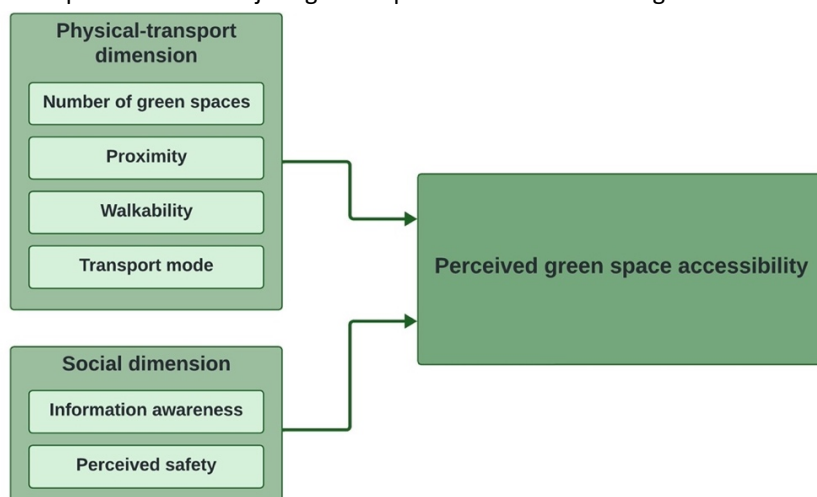 Physical-transport
dimension
Number of green spaces
Proximity
Walkability
Transport mode
Perceived green space accessibility
Social dimension
Information awareness
Perceived safety